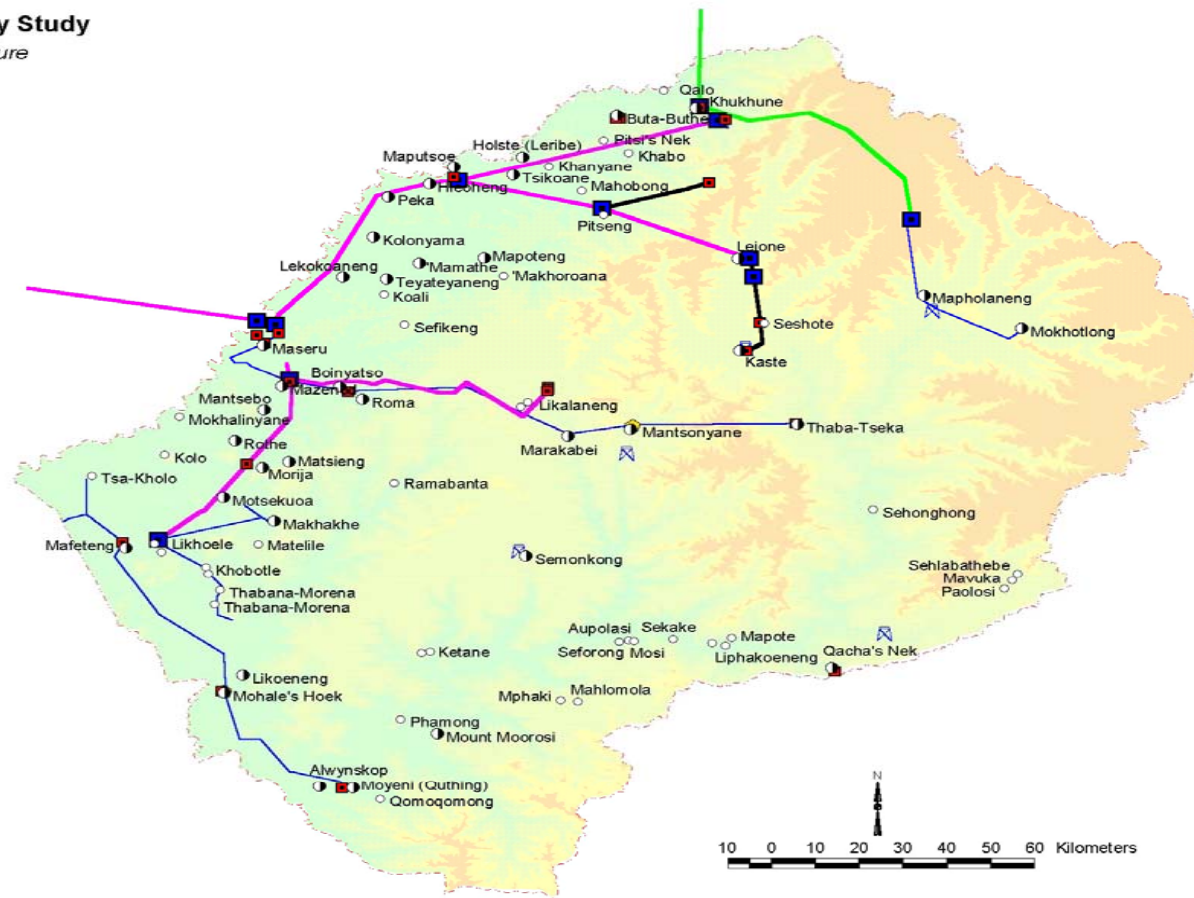 y Study
ure
Qalo
Khukhune
Buta-Buthe
Pitsi's Nek
Holste (Leribe)
Khabo
Maputsoe
Khanyane
Tsikoane
Hlotheng
Mahobong
Peka
Pitseng
Kolonyama
Lejone
Mapoteng
'Mamathe
Lekokoaneng
'Makhoroana
Teyateyaneng
Koali
Mapholaneng
Sefikeng
Seshote
Mokhotlong
Maseru
Kaste
Boinyatso
Mazenod
Mantsebo
Roma
Likalaneng
Mokhalinyane
Mantsonyane
Thaba-Tseka
Rothe
Marakabei
Kolo
Matsieng
Morija
Tsa-Kholo
Ramabanta
Motsekuoa
Sehonghong
Makhakhe
Mafeteng
Likhoele
Matelile
Semonkong
Khobotle
Sehlabathebe
Mavuka
Thabana-Morena
Paolosi
Thabana-Morena
Aupolasi
Sekake
Mapote
Ketane
Seforong
Mosi
Liphakoeneng
Qacha's Nek
Likoeneng
Mohale's Hoek
Mphaki
Mahlomola
Phamong
Mount Moorosi
Alwynskop
Moyeni (Quthing)
Qomoqomong
N
10 0 10 20 30 40 50 60 Kilometers